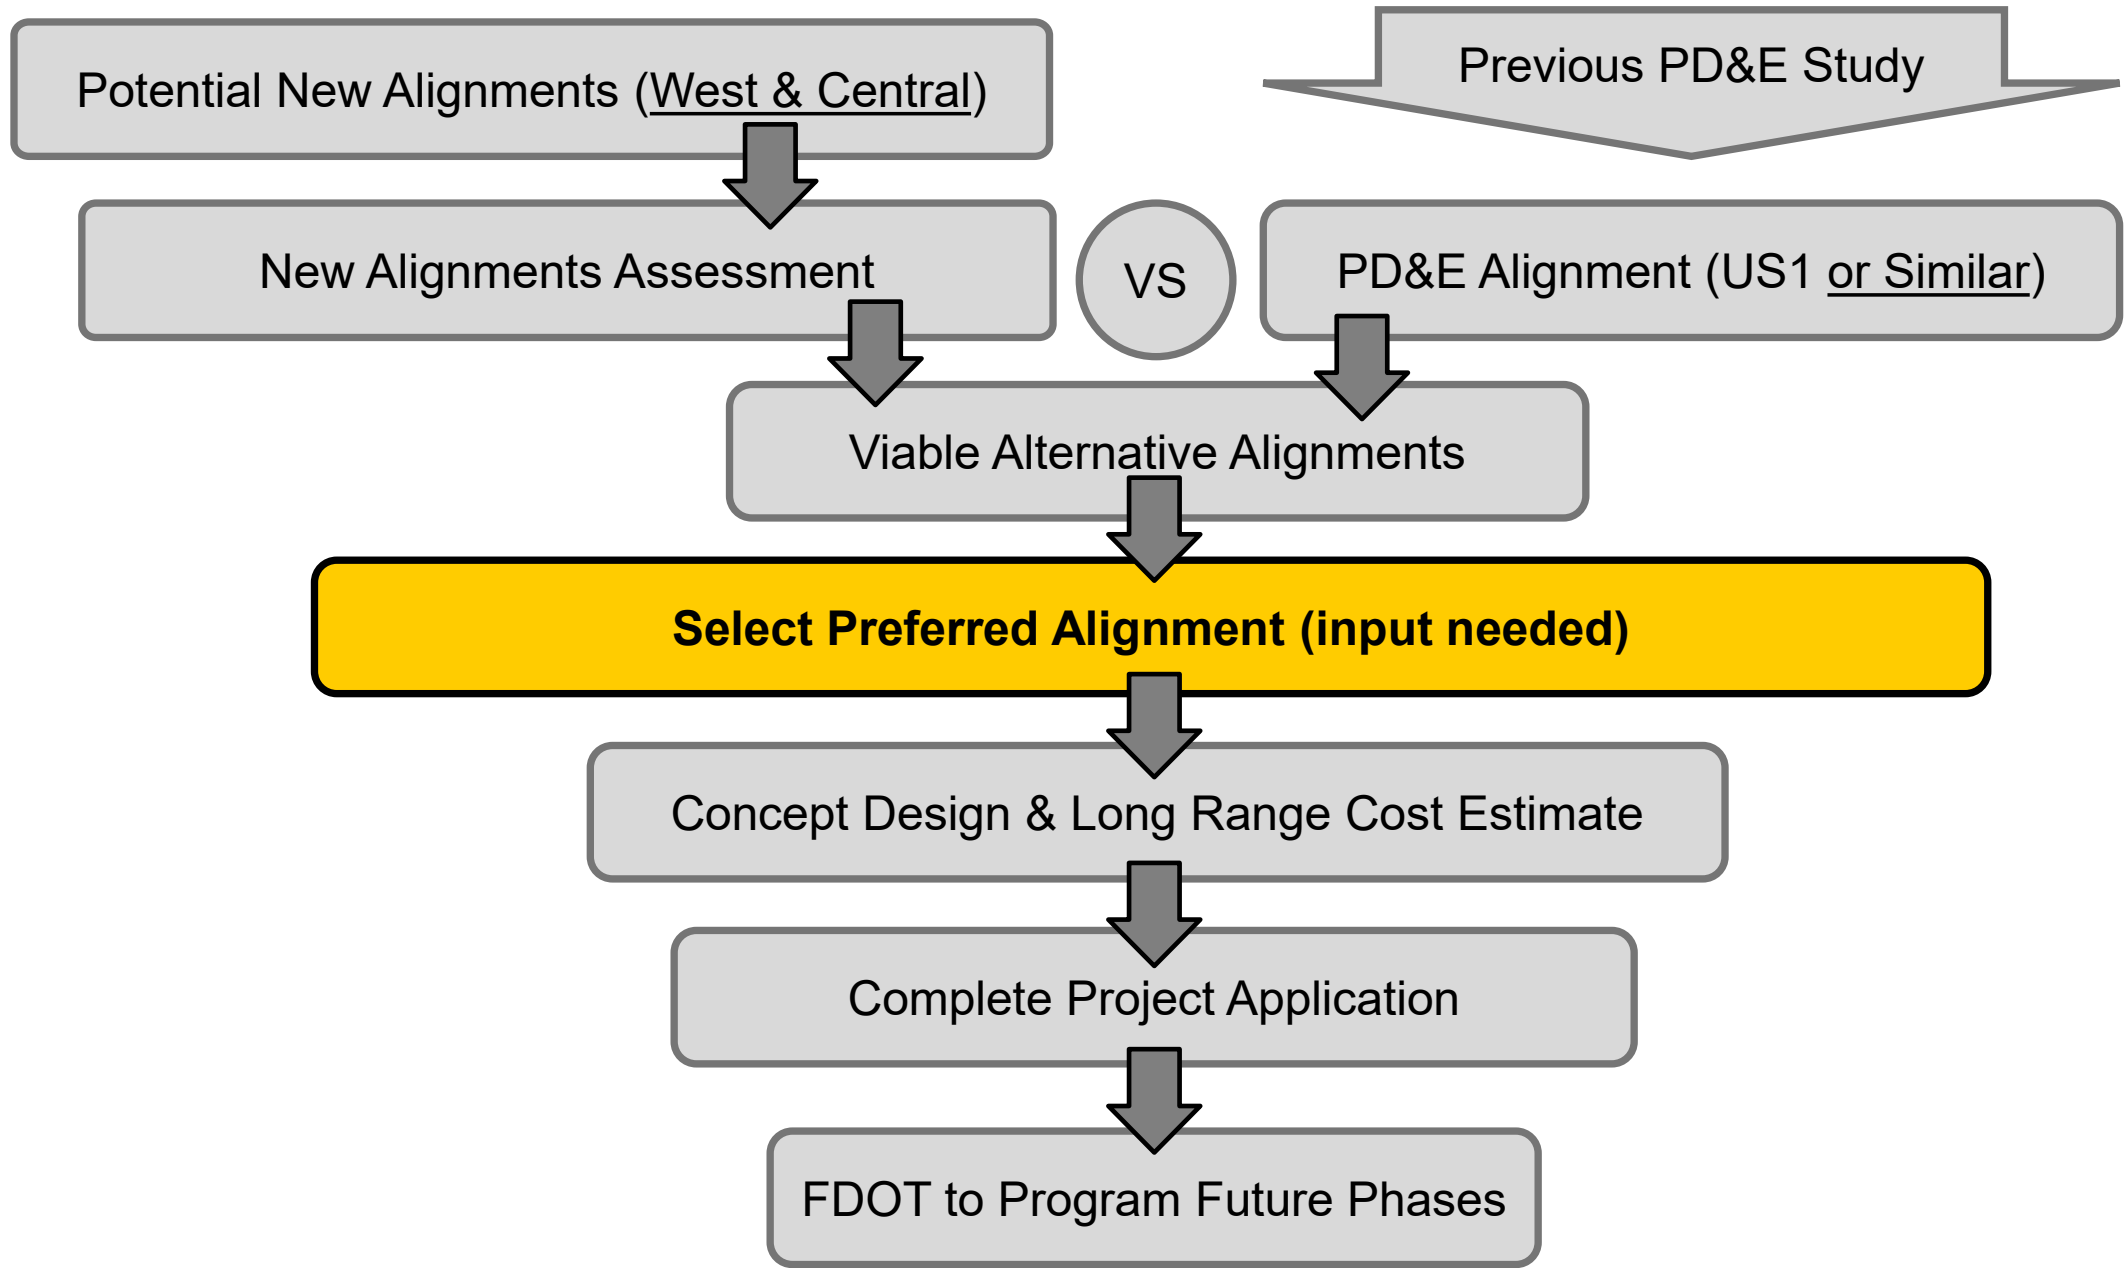 Potential New Alignments (West & Central)
Previous PD&E Study
New Alignments Assessment
VS
PD&E Alignment (US1 or Similar)
Viable Alternative Alignments
Select Preferred Alignment (input needed)
Concept Design & Long Range Cost Estimate
Complete Project Application
FDOT to Program Future Phases